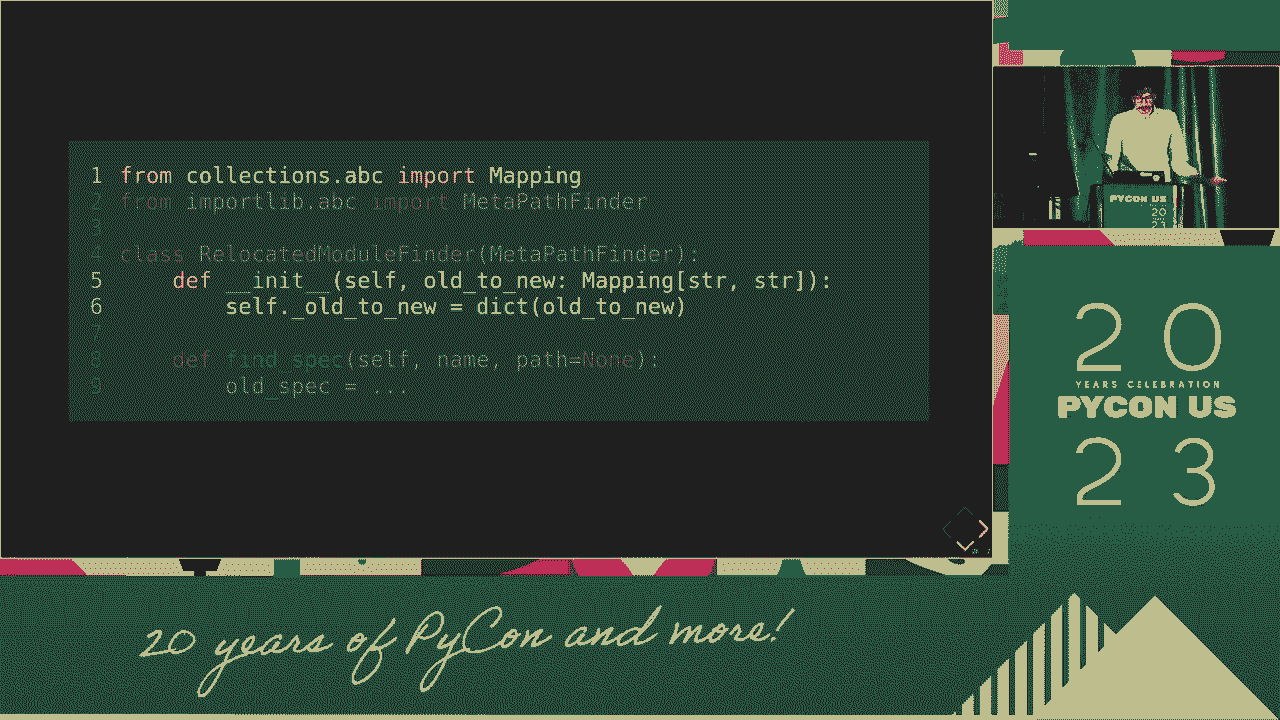 1 from collections.abc import Mapping
2 from importlib.abc import MetaPathFinder
3
4 class RelocatedModuleFinder(MetaPathFinder):
5 def __init__(self, old_to_new: Mapping[str, str]):
6 self._old_to_new = dict(old_to_new)
7
8 def find_spec(self, name, path=None):
9 old_spec = ...
PYCON US
20
23
20
YEARS CELEBRATION
PYCON US
23
20 years of PyCon and more!